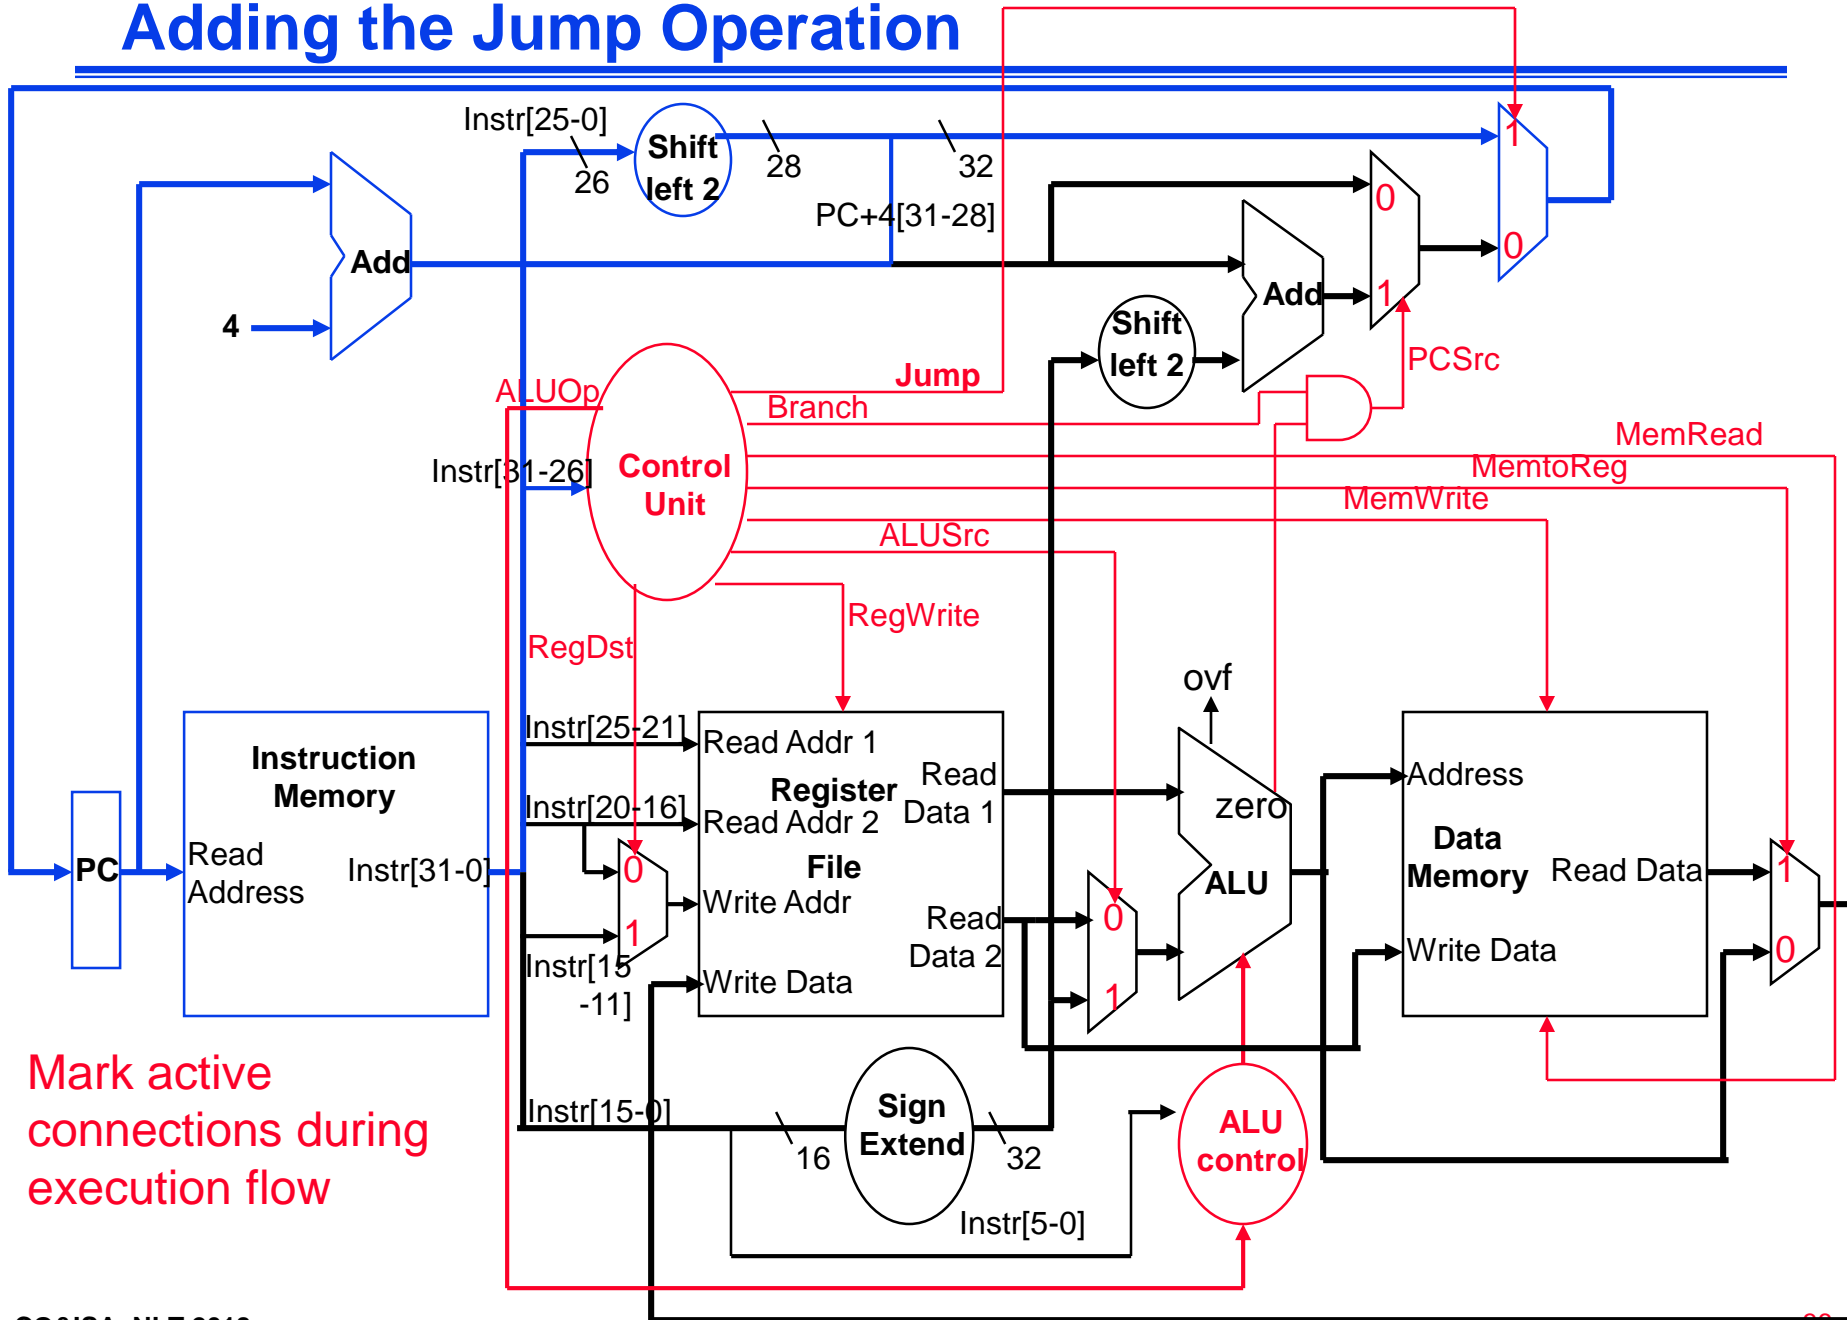 Adding the Jump Operation
Instr[25-0]
26
Shift
left 2
28
32
PC+4[31-28]
1
0
0
1
Add
4
Add
Shift
left 2
PCSrc
ALUOp
Jump
Branch
MemRead
MemtoReg
MemWrite
Instr[31-26]
Control
Unit
ALUSrc
RegWrite
RegDst
ovf
Instruction
Memory
Read
Address
Instr[31-0]
PC
Instr[25-21]
Instr[20-16]
0
1
Instr[15
-11]
Read Addr 1
Register
Read Addr 2
File
Write Addr
Write Data
Read
Data 1
Read
Data 2
0
1
zero
ALU
Address
Data
Memory
Read Data
Write Data
1
0
Mark active
connections during
execution flow
Instr[15-0]
16
Sign
Extend
32
ALU
control
Instr[5-0]